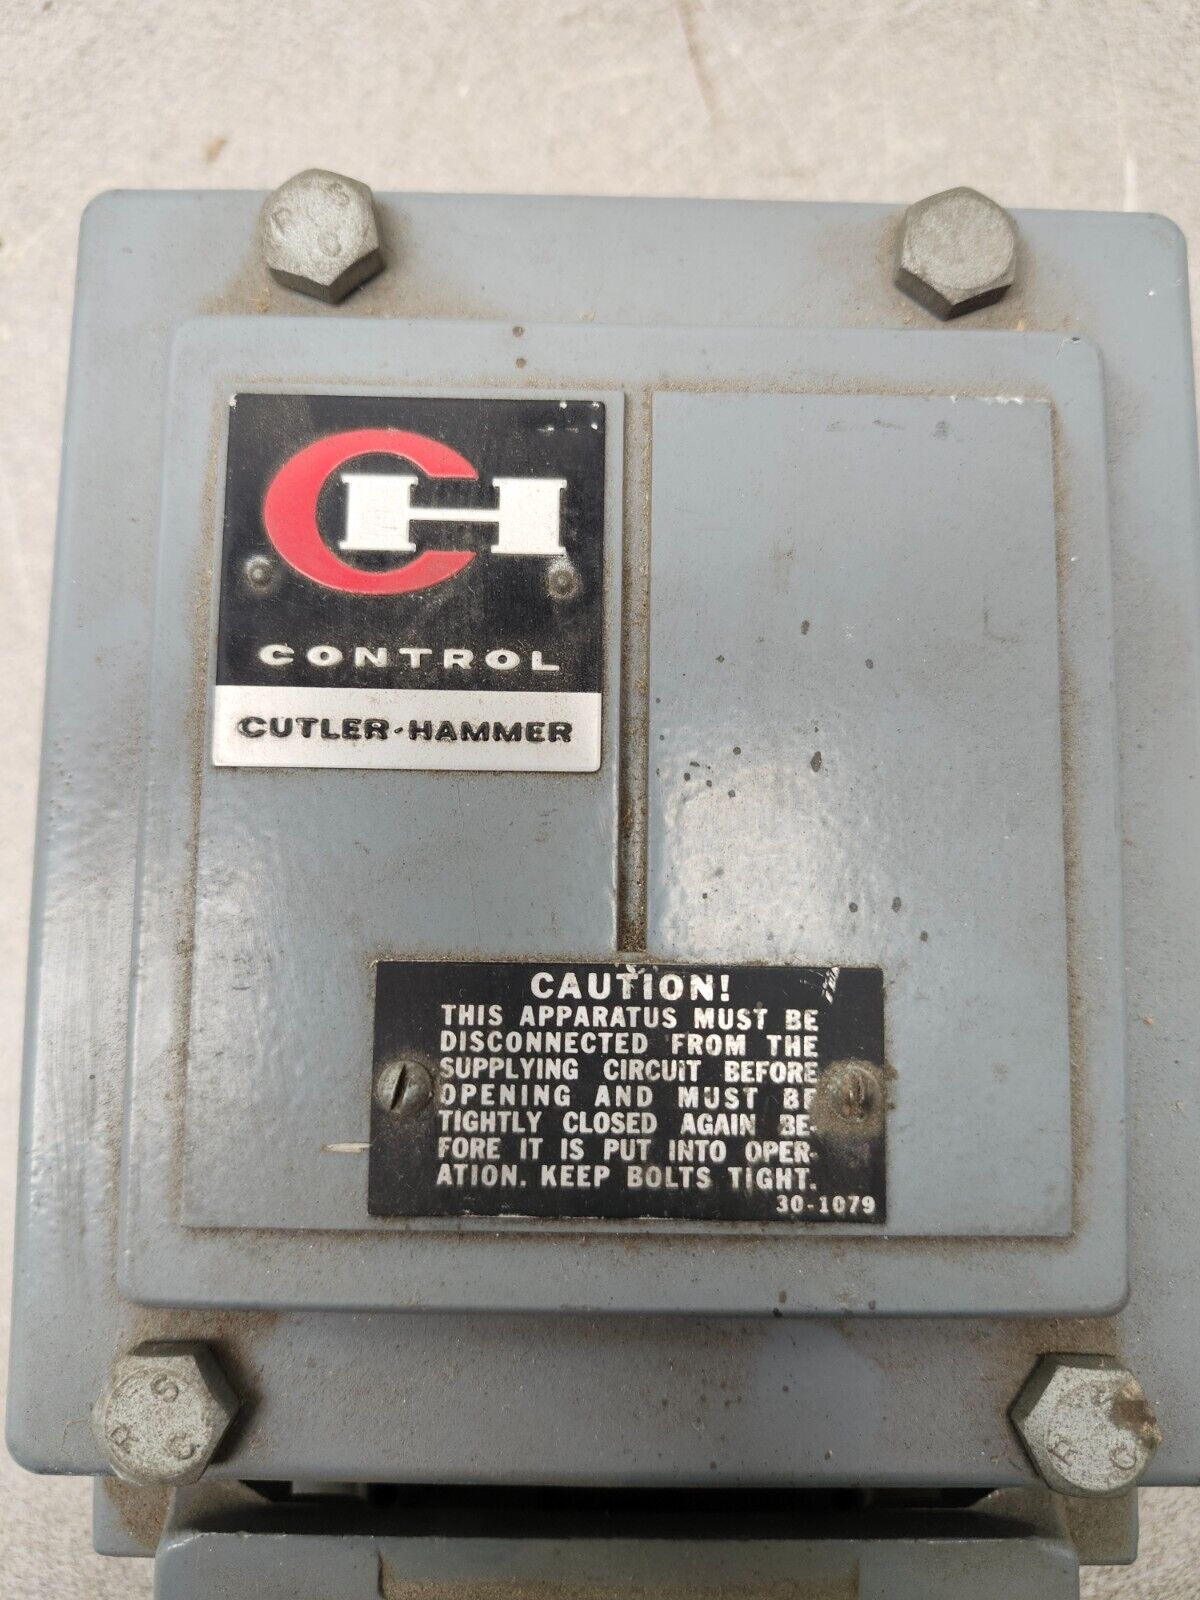 CH
CONTROL
CUTLER-HAMMER
CAUTION!
THIS APPARATUS MUST BE
DISCONNECTED FROM THE
SUPPLYING CIRCUIT BEFORE
OPENING AND MUST BE
TIGHTLY CLOSED AGAIN BE-
FORE IT IS PUT INTO OPER-
ATION. KEEP BOLTS TIGHT.
30-1079
R S C